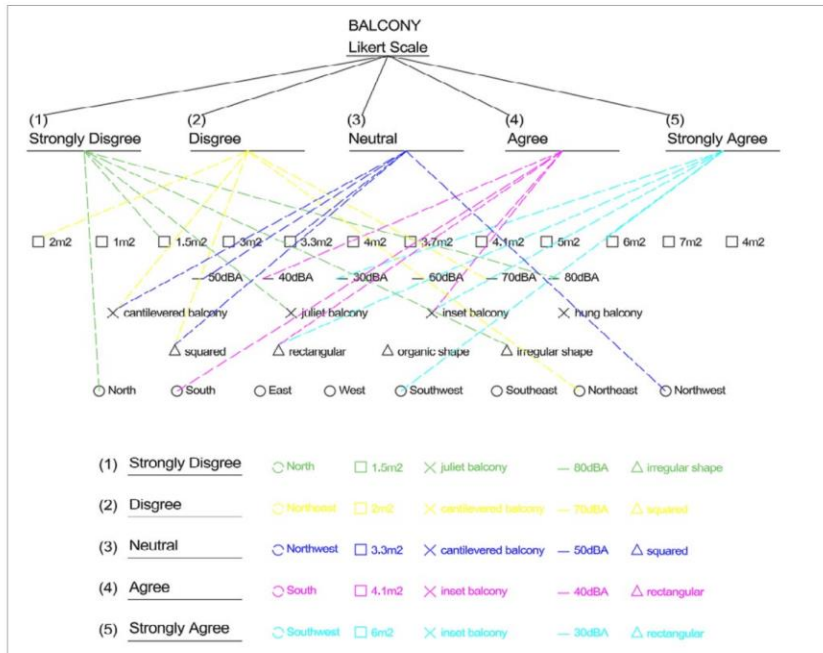 BALCONY
Likert Scale
(1) (2) (3) (4) (5)
Strongly Disgree Disgree Neutral Agree Strongly Agree
2m2 1m2 1.5m2 3m2 3.3m2 4m2 3.7m2 4.1m2 5m2 6m2 7m2 4m2
50dBA 40dBA 30dBA 60dBA 70dBA 80dBA
cantilevered balcony juliet balcony inset balcony hung balcony
squared rectangular organic shape irregular shape
North South East West Southwest Southeast Northeast Northwest
(1) Strongly Disgree North 1.5m2 juliet balcony 80dBA irregular shape
(2) Disgree Northeast 2m2 cantilevered balcony 70dBA squared
(3) Neutral Northwest 3.3m2 cantilevered balcony 50dBA squared
(4) Agree South 4.1m2 inset balcony 40dBA rectangular
(5) Strongly Agree Southwest 6m2 inset balcony 30dBA rectangular